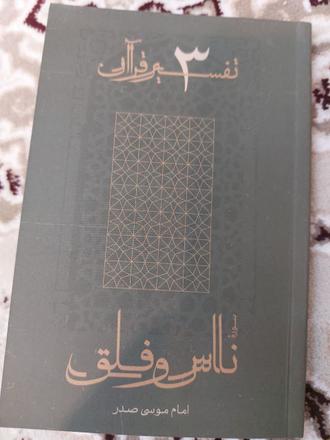 تفسیر قرآن
۳
سورهٔ
ناس و فلق
امام موسی صدر